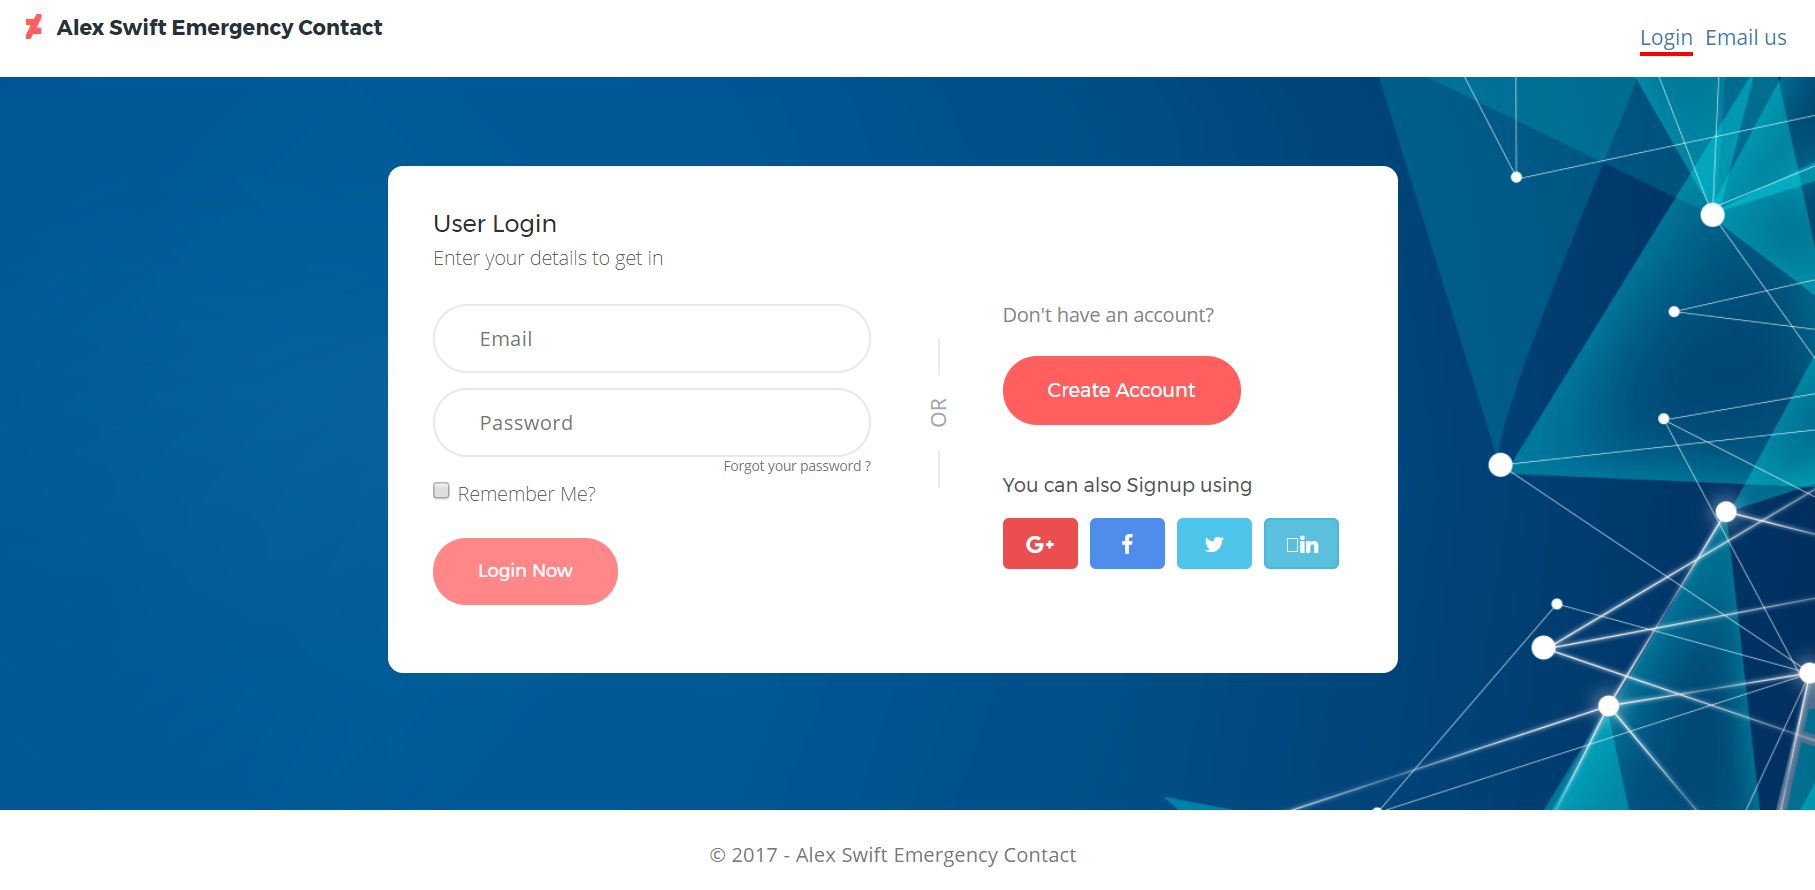 Alex Swift Emergency Contact
Login Email us
User Login
Enter your details to get in
Email
Password
Forgot your password ?
Remember Me?
Login Now
OR
Don't have an account?
Create Account
You can also Signup using
G+
f
in
© 2017 - Alex Swift Emergency Contact